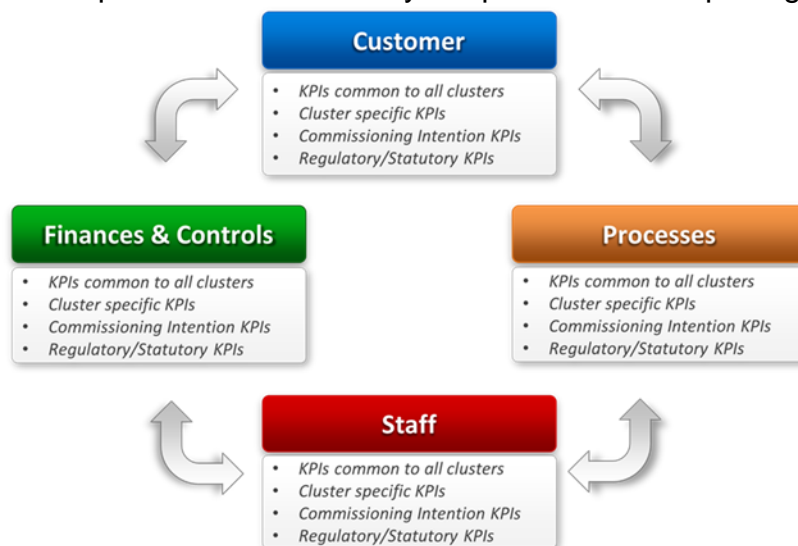 Customer
• KPIs common to all clusters
• Cluster specific KPIs
• Commissioning Intention KPIs
• Regulatory/Statutory KPIs
Finances & Controls
• KPIs common to all clusters
• Cluster specific KPIs
• Commissioning Intention KPIs
• Regulatory/Statutory KPIs
Processes
• KPIs common to all clusters
• Cluster specific KPIs
• Commissioning Intention KPIs
• Regulatory/Statutory KPIs
Staff
• KPIs common to all clusters
• Cluster specific KPIs
• Commissioning Intention KPIs
• Regulatory/Statutory KPIs